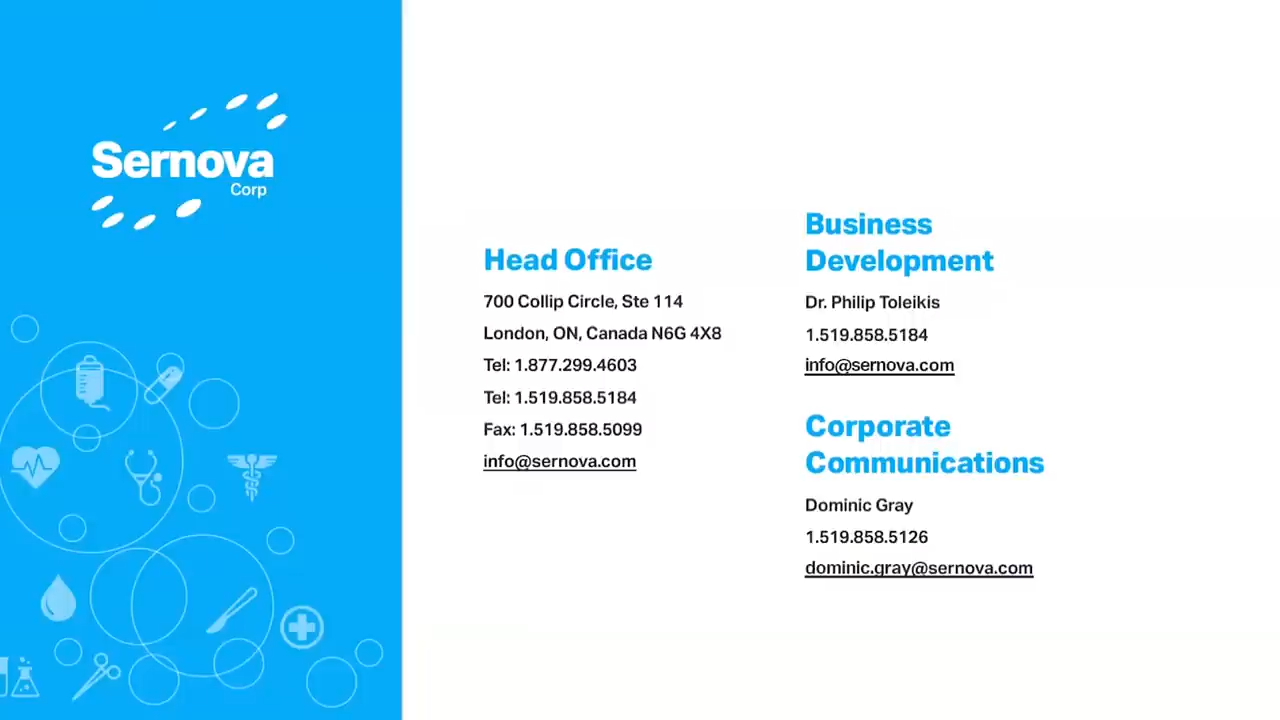 Sernova
Corp
Head Office
700 Collip Circle, Ste 114
London, ON, Canada N6G 4X8
Tel: 1.877.299.4603
Tel: 1.519.858.5184
Fax: 1.519.858.5099
info@sernova.com
Business
Development
Dr. Philip Toleikis
1.519.858.5184
info@sernova.com
Corporate
Communications
Dominic Gray
1.519.858.5126
dominic.gray@sernova.com